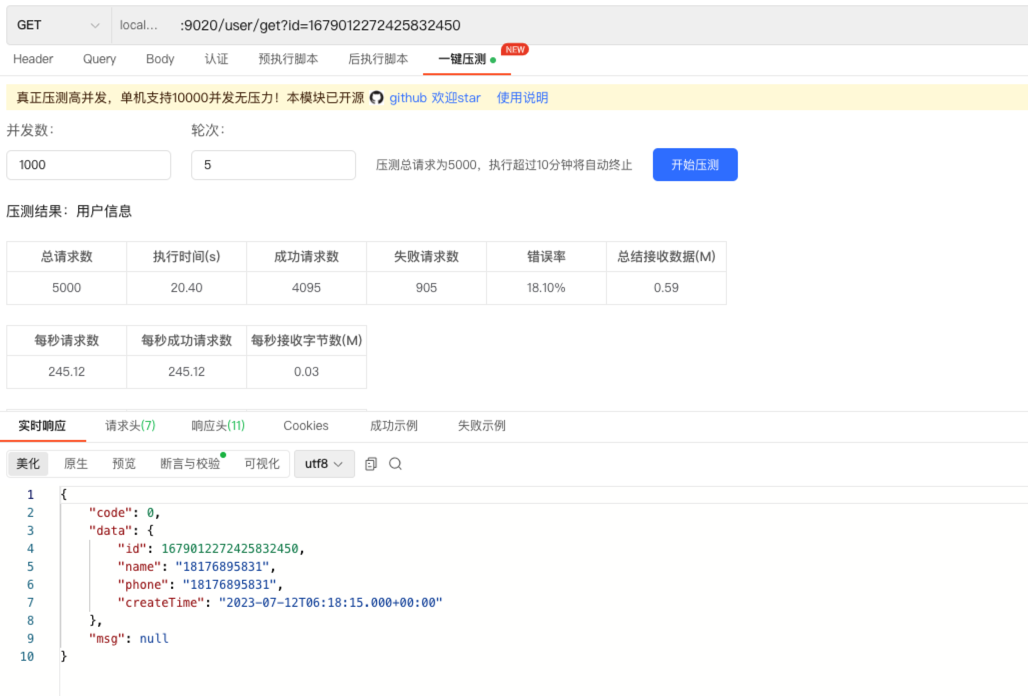 GET local... :9020/user/get?id=1679012272425832450
Header Query Body 认证 预执行脚本 后执行脚本 一键压测 NEW
真正压测高并发，单机支持10000并发无压力！本模块已开源 github 欢迎star 使用说明
并发数： 轮次：
1000 5 压测总请求为5000，执行超过10分钟将自动终止 开始压测
压测结果：用户信息
总请求数 执行时间(s) 成功请求数 失败请求数 错误率 总结接收数据(M)
5000 20.40 4095 905 18.10% 0.59
每秒请求数 每秒成功请求数 每秒接收字节数(M)
245.12 245.12 0.03
实时响应 请求头(7) 响应头(11) Cookies 成功示例 失败示例
美化 原生 预览 断言与校验 可视化 utf8
1 {
2 "code": 0,
3 "data": {
4 "id": 1679012272425832450,
5 "name": "18176895831",
6 "phone": "18176895831",
7 "createTime": "2023-07-12T06:18:15.000+00:00"
8 },
9 "msg": null
10 }